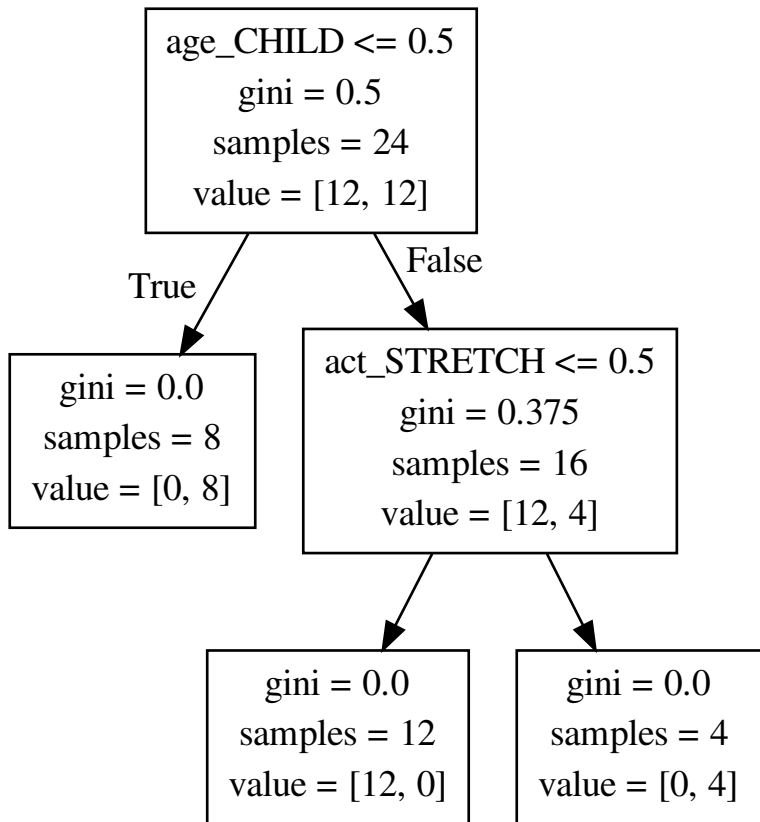 age_CHILD <= 0.5
gini = 0.5
samples = 24
value = [12, 12]
True
False
gini = 0.0
samples = 8
value = [0, 8]
act_STRETCH <= 0.5
gini = 0.375
samples = 16
value = [12, 4]
gini = 0.0
samples = 12
value = [12, 0]
gini = 0.0
samples = 4
value = [0, 4]